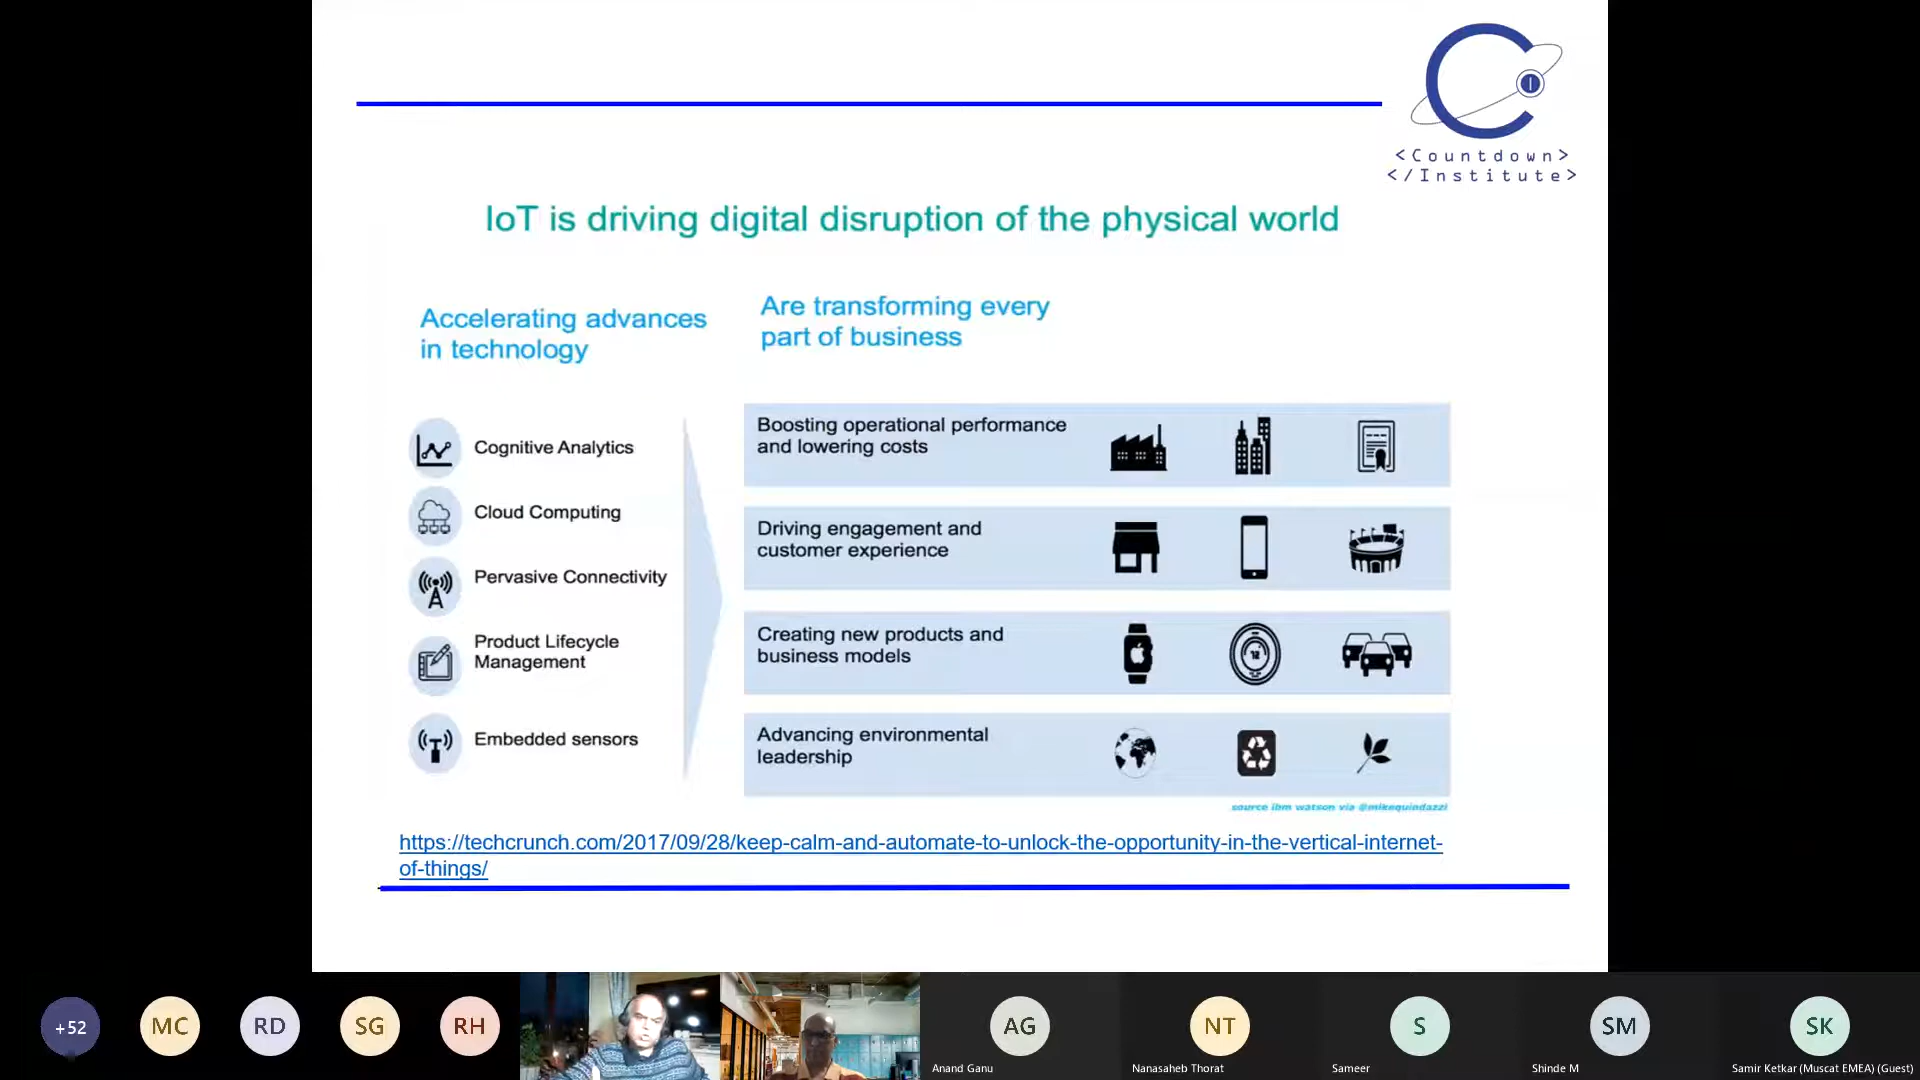 <Countdown>
</Institute>
IoT is driving digital disruption of the physical world
Accelerating advances
in technology
Are transforming every
part of business
Cognitive Analytics
Cloud Computing
Pervasive Connectivity
Product Lifecycle
Management
Embedded sensors
Boosting operational performance
and lowering costs
Driving engagement and
customer experience
Creating new products and
business models
12
Advancing environmental
leadership
source ibm watson via @mikequindazzi
https://techcrunch.com/2017/09/28/keep-calm-and-automate-to-unlock-the-opportunity-in-the-vertical-internet-
of-things/
+52
MC
RD
SG
RH
AG
NT
S
SM
SK
Anand Ganu
Nanasaheb Thorat
Sameer
Shinde M
Samir Ketkar (Muscat EMEA) (Guest)